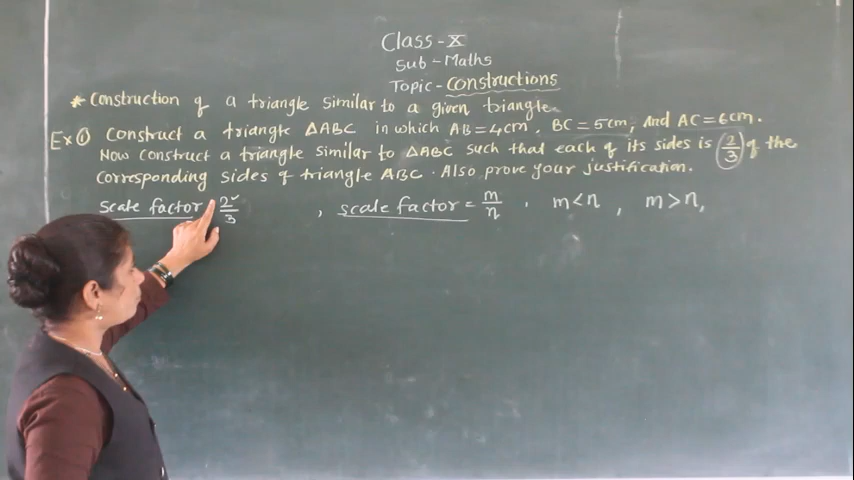 Class - X
Sub - Maths
Topic - Constructions
* Construction of a triangle similar to a given triangle
Ex ① Construct a triangle ΔABC in which AB = 4cm, BC = 5cm, and AC = 6cm.
Now construct a triangle similar to ΔABC such that each of its sides is 2/3 of the
corresponding sides of triangle ABC. Also prove your justification.
Scale factor 2/3 , scale factor = m/n , m < n , m > n,